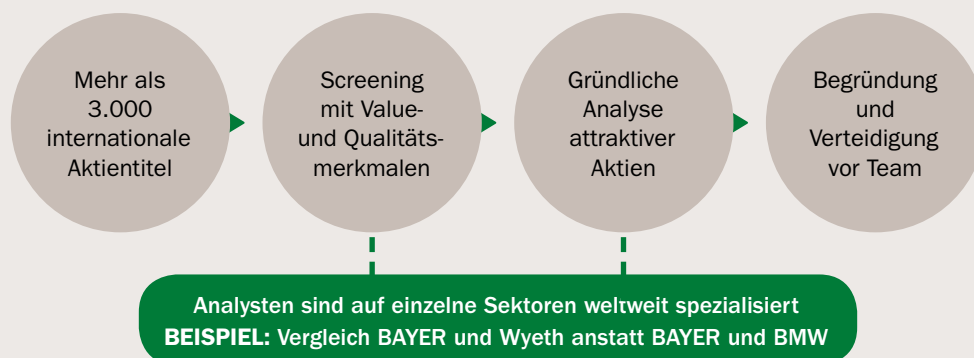 Mehr als
3.000
internationale
Aktientitel
Screening
mit Value-
und Qualitäts-
merkmalen
Gründliche
Analyse
attraktiver
Aktien
Begründung
und
Verteidigung
vor Team
Analysten sind auf einzelne Sektoren weltweit spezialisiert
BEISPIEL: Vergleich BAYER und Wyeth anstatt BAYER und BMW